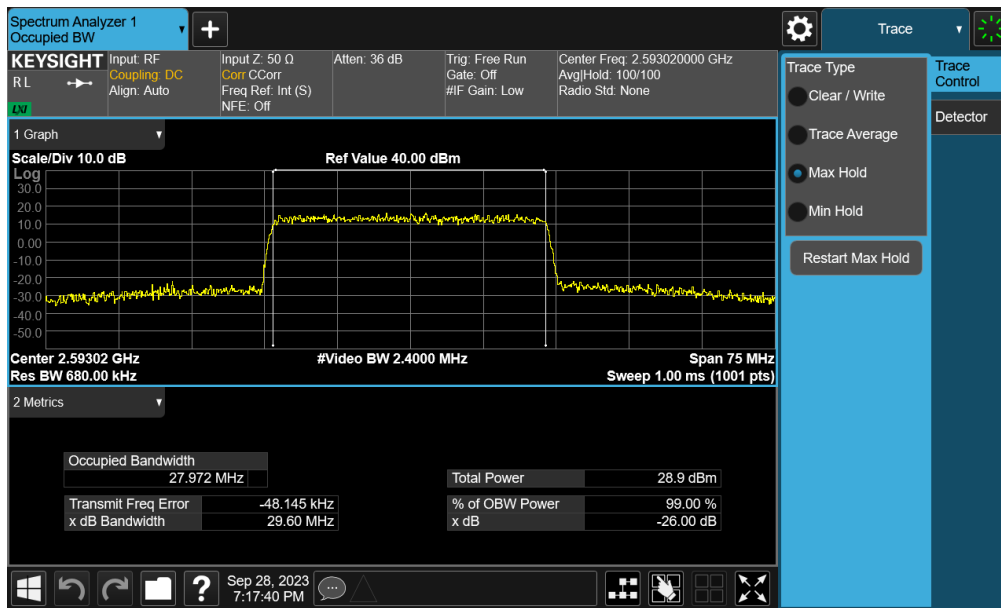 Spectrum Analyzer 1
Occupied BW
+
Trace
KEYSIGHT
R L
LXI
Input: RF
Coupling: DC
Align: Auto
Input Z: 50 Ω
Corr CCorr
Freq Ref: Int (S)
NFE: Off
Atten: 36 dB
Trig: Free Run
Gate: Off
#IF Gain: Low
Center Freq: 2.593020000 GHz
Avg|Hold: 100/100
Radio Std: None
Trace Type
Clear / Write
Trace Average
Max Hold
Min Hold
Restart Max Hold
Trace
Control
Detector
1 Graph
Scale/Div 10.0 dB
Ref Value 40.00 dBm
Log
30.0
20.0
10.0
0.00
-10.0
-20.0
-30.0
-40.0
-50.0
Center 2.59302 GHz
#Video BW 2.4000 MHz
Span 75 MHz
Res BW 680.00 kHz
Sweep 1.00 ms (1001 pts)
2 Metrics
Occupied Bandwidth
27.972 MHz
Total Power 28.9 dBm
Transmit Freq Error -48.145 kHz
% of OBW Power 99.00 %
x dB Bandwidth 29.60 MHz
x dB -26.00 dB
?
Sep 28, 2023
7:17:40 PM